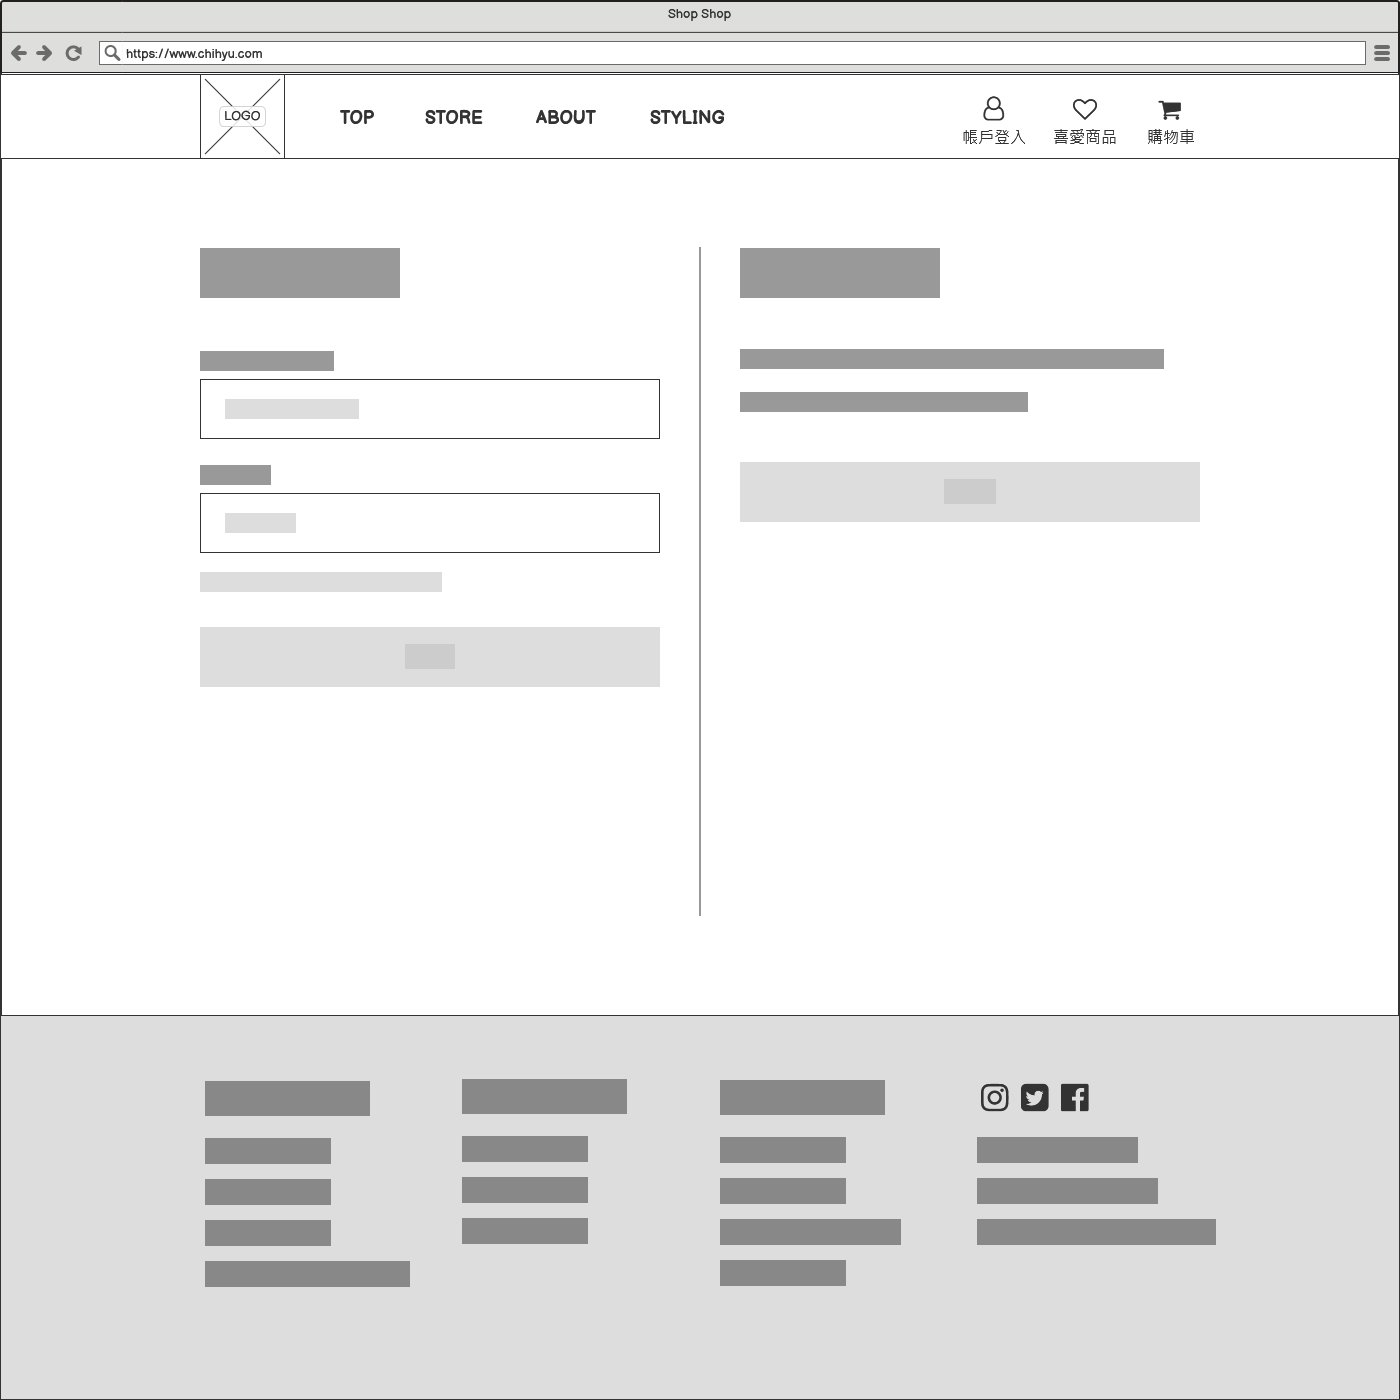 Shop Shop
https://www.chihyu.com
LOGO
TOP STORE ABOUT STYLING
帳戶登入 喜愛商品 購物車